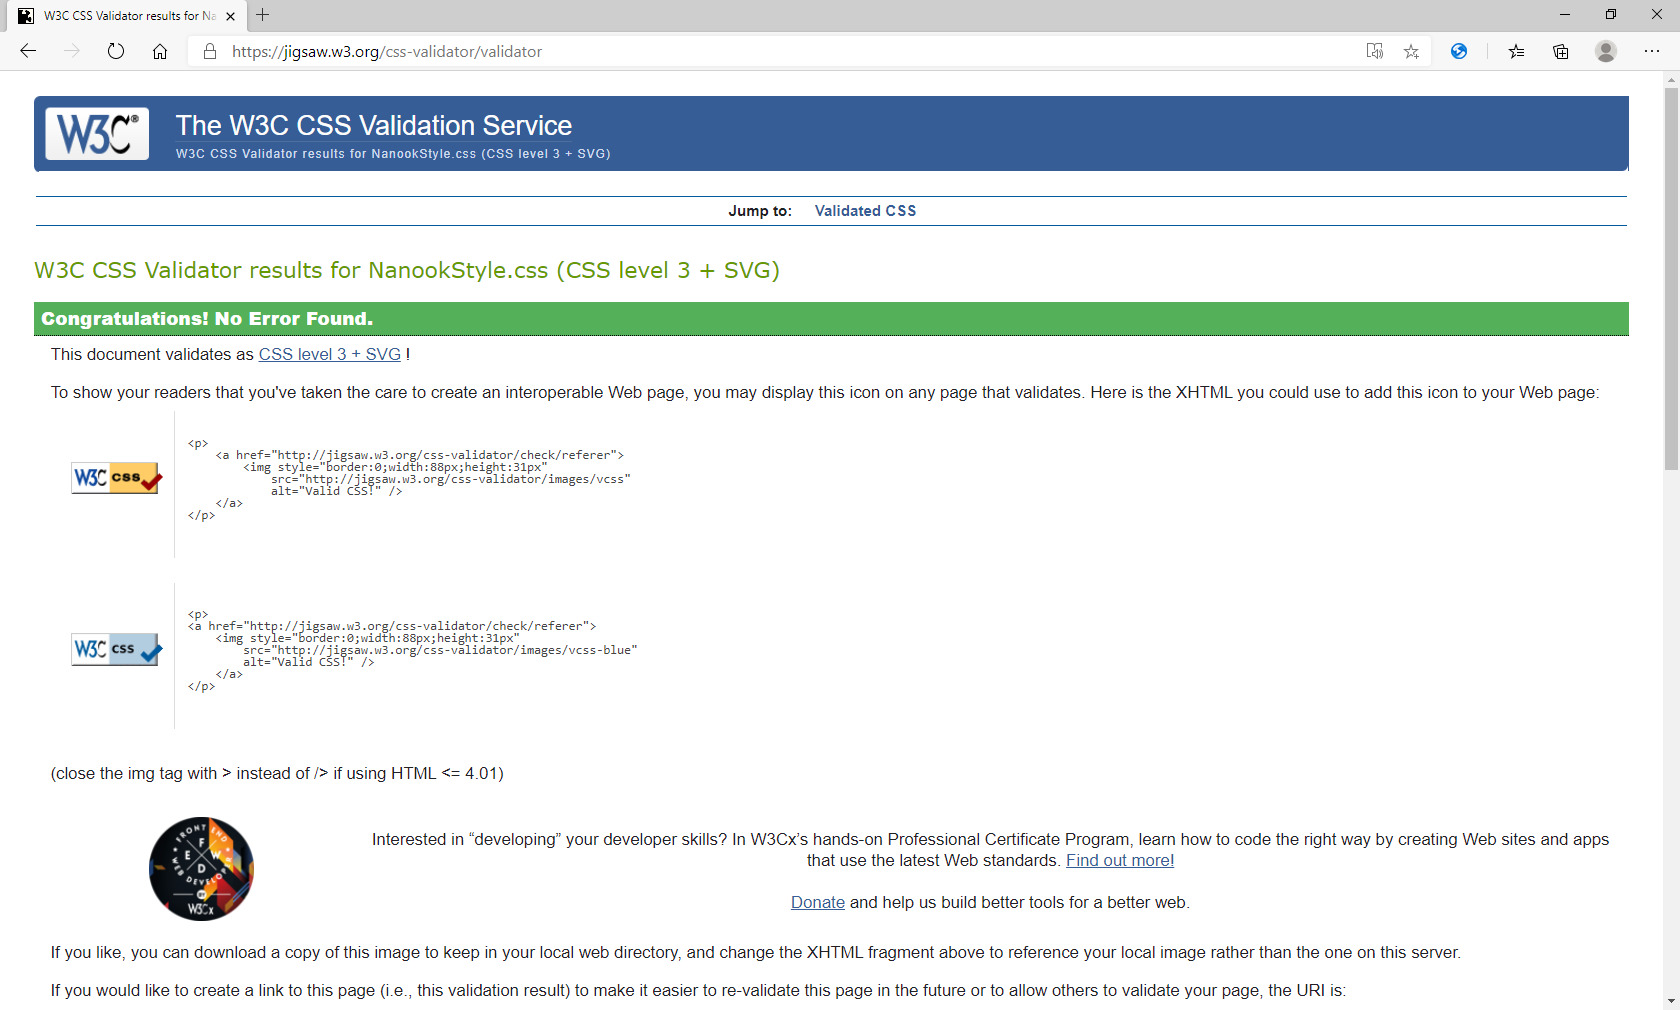 W3C CSS Validator results for Na
https://jigsaw.w3.org/css-validator/validator
W3C®
The W3C CSS Validation Service
W3C CSS Validator results for NanookStyle.css (CSS level 3 + SVG)
Jump to: Validated CSS
W3C CSS Validator results for NanookStyle.css (CSS level 3 + SVG)
Congratulations! No Error Found.
This document validates as CSS level 3 + SVG !
To show your readers that you've taken the care to create an interoperable Web page, you may display this icon on any page that validates. Here is the XHTML you could use to add this icon to your Web page:
W3C css
<p>
<a href="http://jigsaw.w3.org/css-validator/check/referer">
<img style="border:0;width:88px;height:31px"
src="http://jigsaw.w3.org/css-validator/images/vcss"
alt="Valid CSS!" />
</a>
</p>
W3C css
<p>
<a href="http://jigsaw.w3.org/css-validator/check/referer">
<img style="border:0;width:88px;height:31px"
src="http://jigsaw.w3.org/css-validator/images/vcss-blue"
alt="Valid CSS!" />
</a>
</p>
(close the img tag with > instead of /> if using HTML <= 4.01)
FRONT END
WEB DEVELOPER
F E W D
W3Cx
Interested in “developing” your developer skills? In W3Cx’s hands-on Professional Certificate Program, learn how to code the right way by creating Web sites and apps
that use the latest Web standards. Find out more!
Donate and help us build better tools for a better web.
If you like, you can download a copy of this image to keep in your local web directory, and change the XHTML fragment above to reference your local image rather than the one on this server.
If you would like to create a link to this page (i.e., this validation result) to make it easier to re-validate this page in the future or to allow others to validate your page, the URI is: